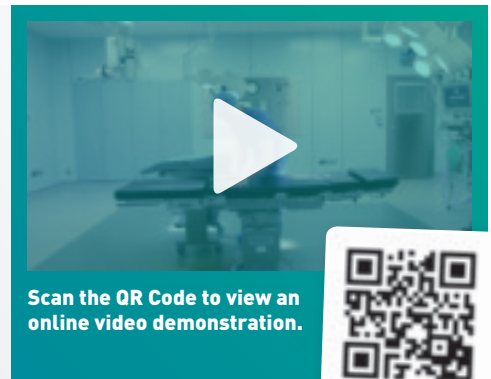 Scan the QR Code to view an
online video demonstration.